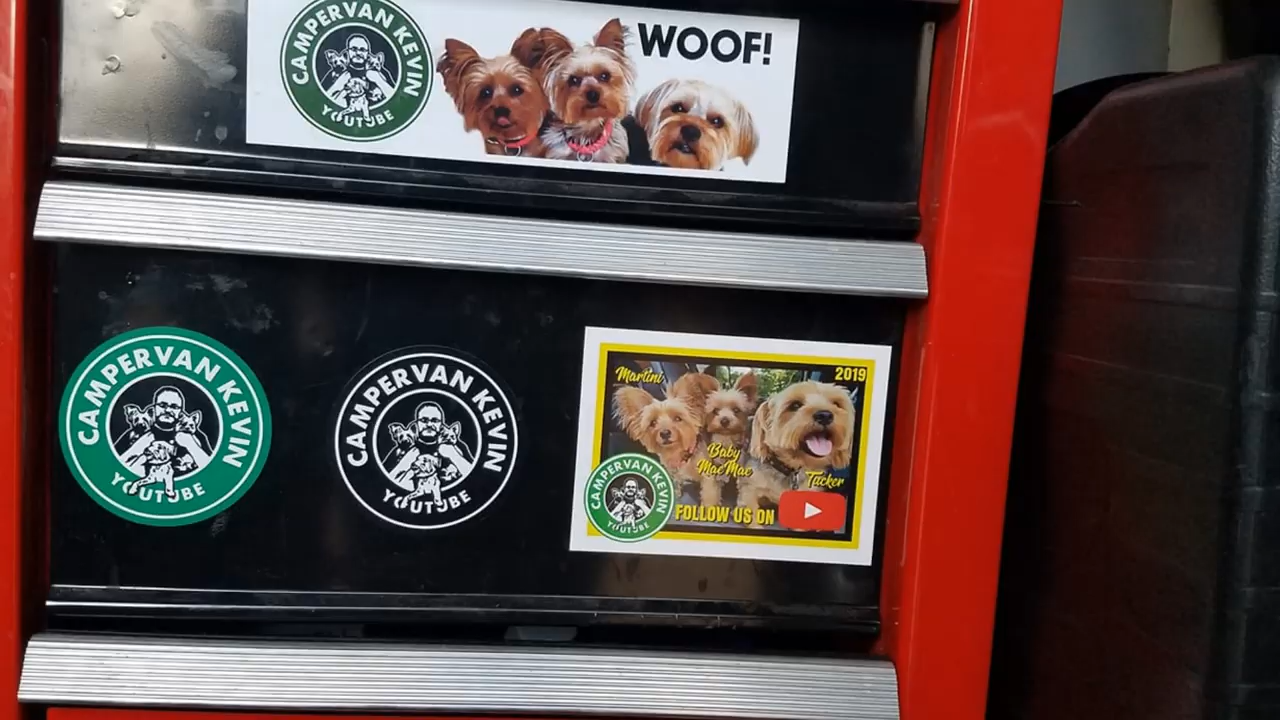 CAMPERVAN KEVIN
YOUTUBE
WOOF!
CAMPERVAN KEVIN
YOUTUBE
CAMPERVAN KEVIN
YOUTUBE
Martini
2019
Baby
MaeMae
Tucker
CAMPERVAN KEVIN
YOUTUBE
FOLLOW US ON